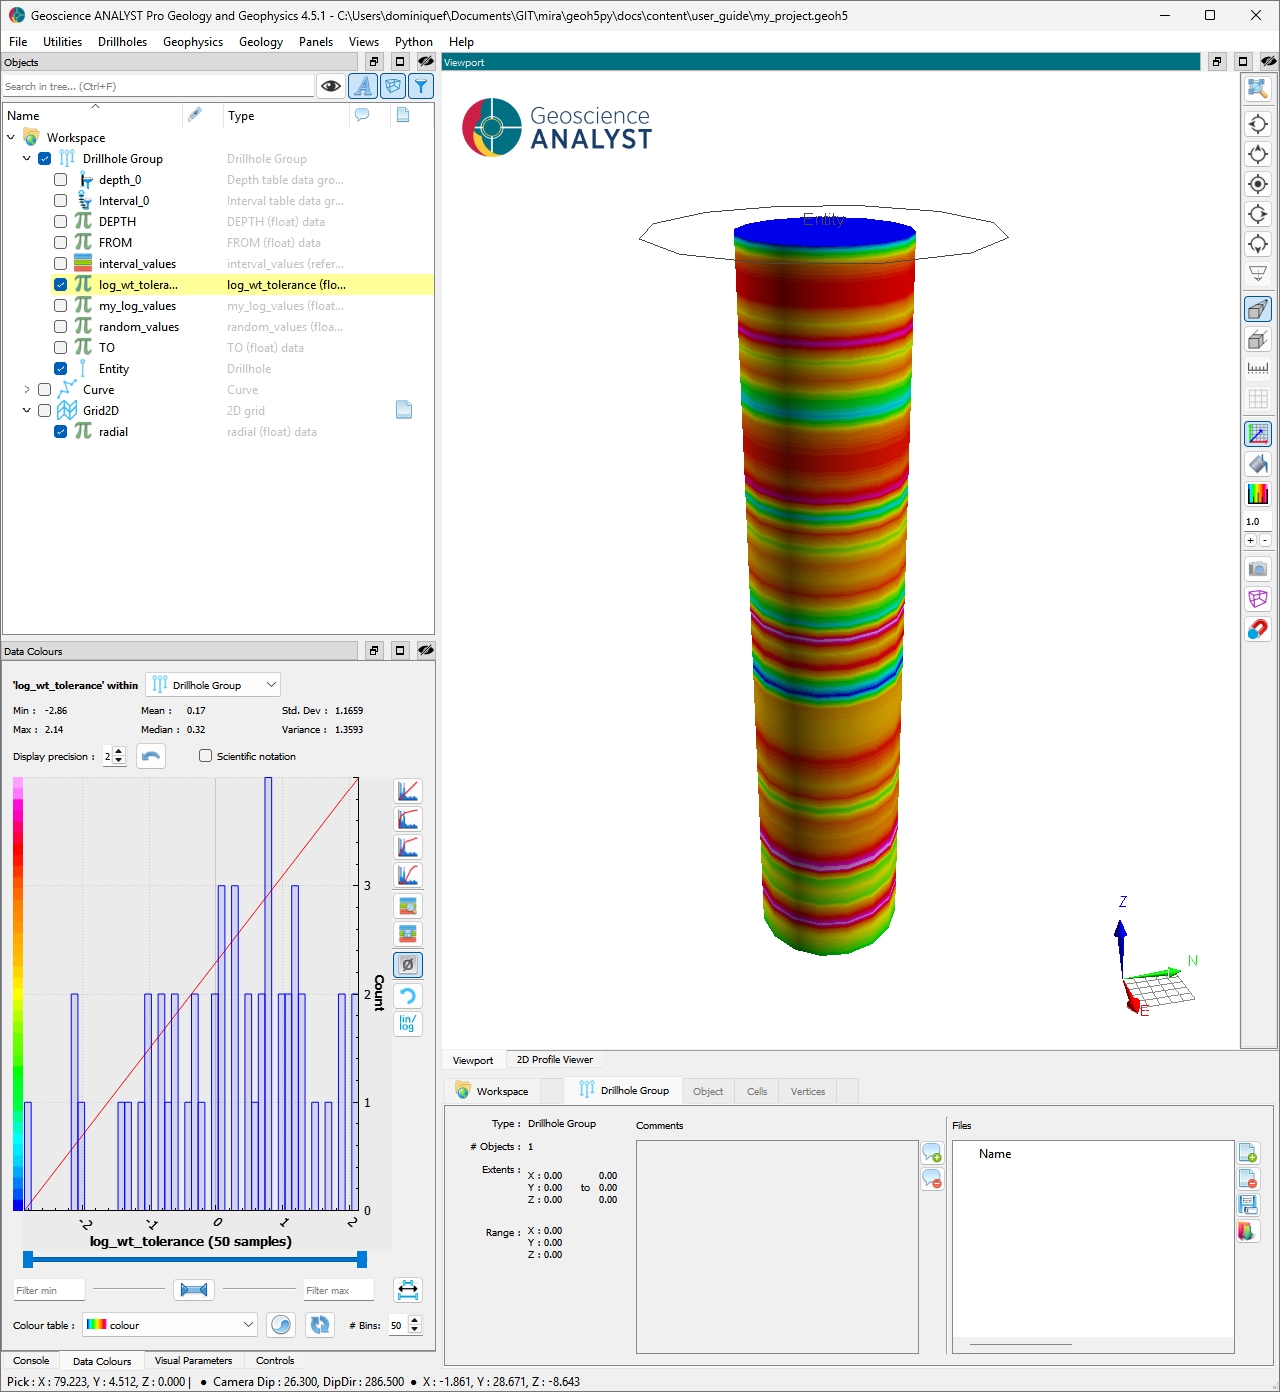 Geoscience ANALYST Pro Geology and Geophysics 4.5.1 - C:\Users\dominiquef\Documents\GIT\mira\geoh5py\docs\content\user_guide\my_project.geoh5
File Utilities Drillholes Geophysics Geology Panels Views Python Help
Objects
Search in tree... (Ctrl+F)
Name Type
Workspace
Drillhole Group Drillhole Group
depth_0 Depth table data gro...
Interval_0 Interval table data gr...
DEPTH DEPTH (float) data
FROM FROM (float) data
interval_values interval_values (refer...
log_wt_tolera... log_wt_tolerance (flo...
my_log_values my_log_values (float...
random_values random_values (floa...
TO TO (float) data
Entity Drillhole
Curve Curve
Grid2D 2D grid
radial radial (float) data
Data Colours
'log_wt_tolerance' within Drillhole Group
Min : -2.86 Mean : 0.17 Std. Dev : 1.1659
Max : 2.14 Median : 0.32 Variance : 1.3593
Display precision : 2 Scientific notation
3
2
1
0
Count
-2 -1 0 1 2
log_wt_tolerance (50 samples)
lin/
log
Filter min Filter max
Colour table : colour # Bins: 50
Console Data Colours Visual Parameters Controls
Viewport
Geoscience
ANALYST
Entity
1.0
+ -
Z
N
E
Viewport 2D Profile Viewer
Workspace Drillhole Group Object Cells Vertices
Type : Drillhole Group
# Objects : 1
Extents : X : 0.00 0.00
Y : 0.00 to 0.00
Z : 0.00 0.00
Range : X : 0.00
Y : 0.00
Z : 0.00
Comments
Files
Name
Pick : X : 79.223, Y : 4.512, Z : 0.000 | ● Camera Dip : 26.300, DipDir : 286.500 ● X : -1.861, Y : 28.671, Z : -8.643